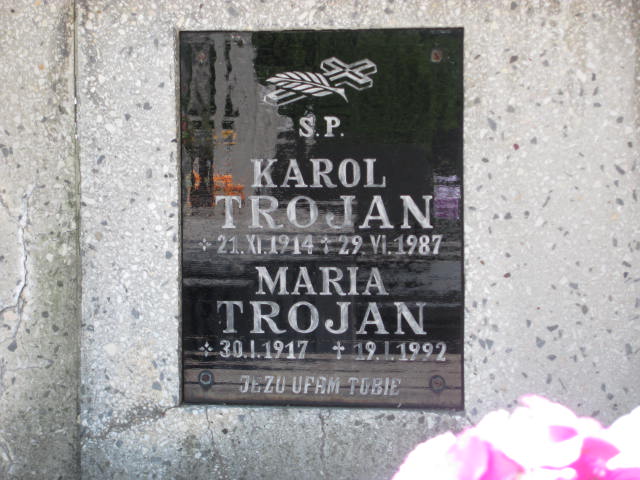 Ś.P.
KAROL
TROJAN
* 21.XI.1914 † 29.VI.1987
MARIA
TROJAN
* 30.I.1917 † 19.I.1992
JEZU UFAM TOBIE